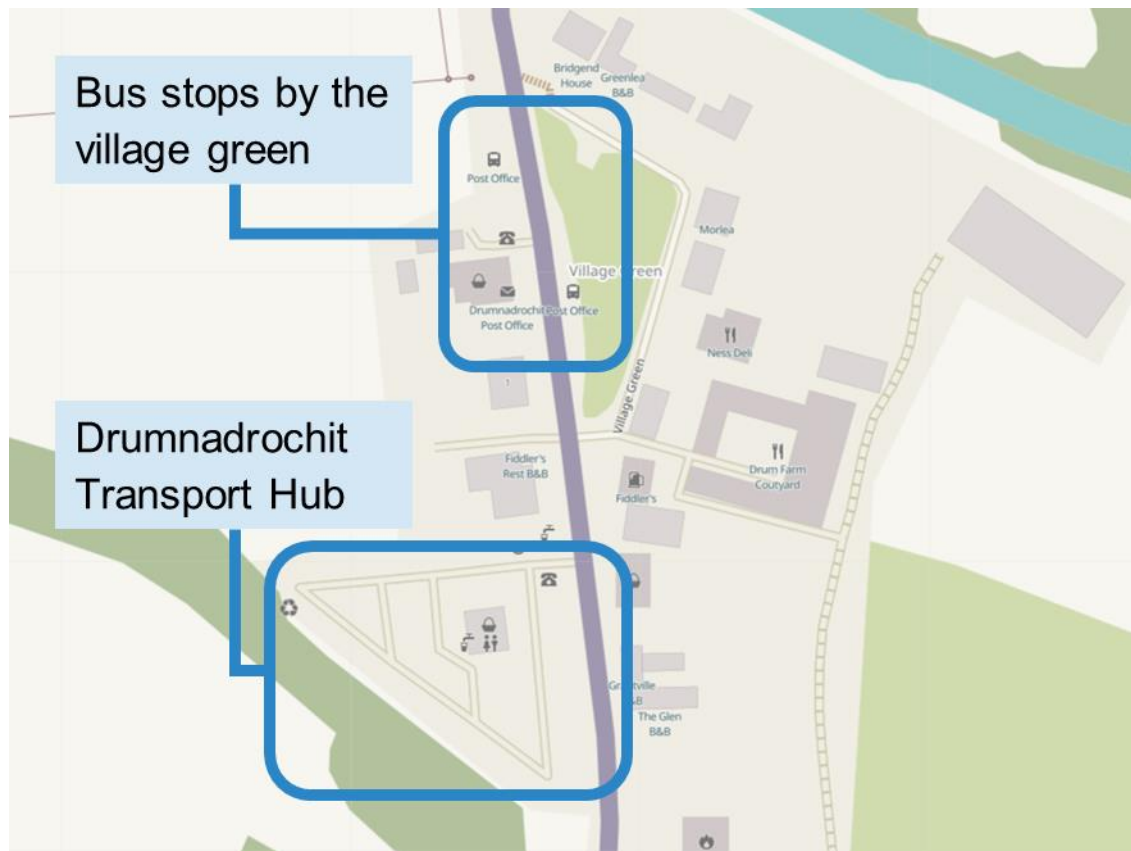 Bus stops by the
village green
Bridgend
House
Greenlea
B&B
Post Office
Morlea
Village Green
Drumnadrochit
Post Office
Post Office
Ness Deli
1
Village Green
Drumnadrochit
Transport Hub
Fiddler's
Rest B&B
Drum Farm
Coutyard
Fiddler's
B&B
The Glen
B&B